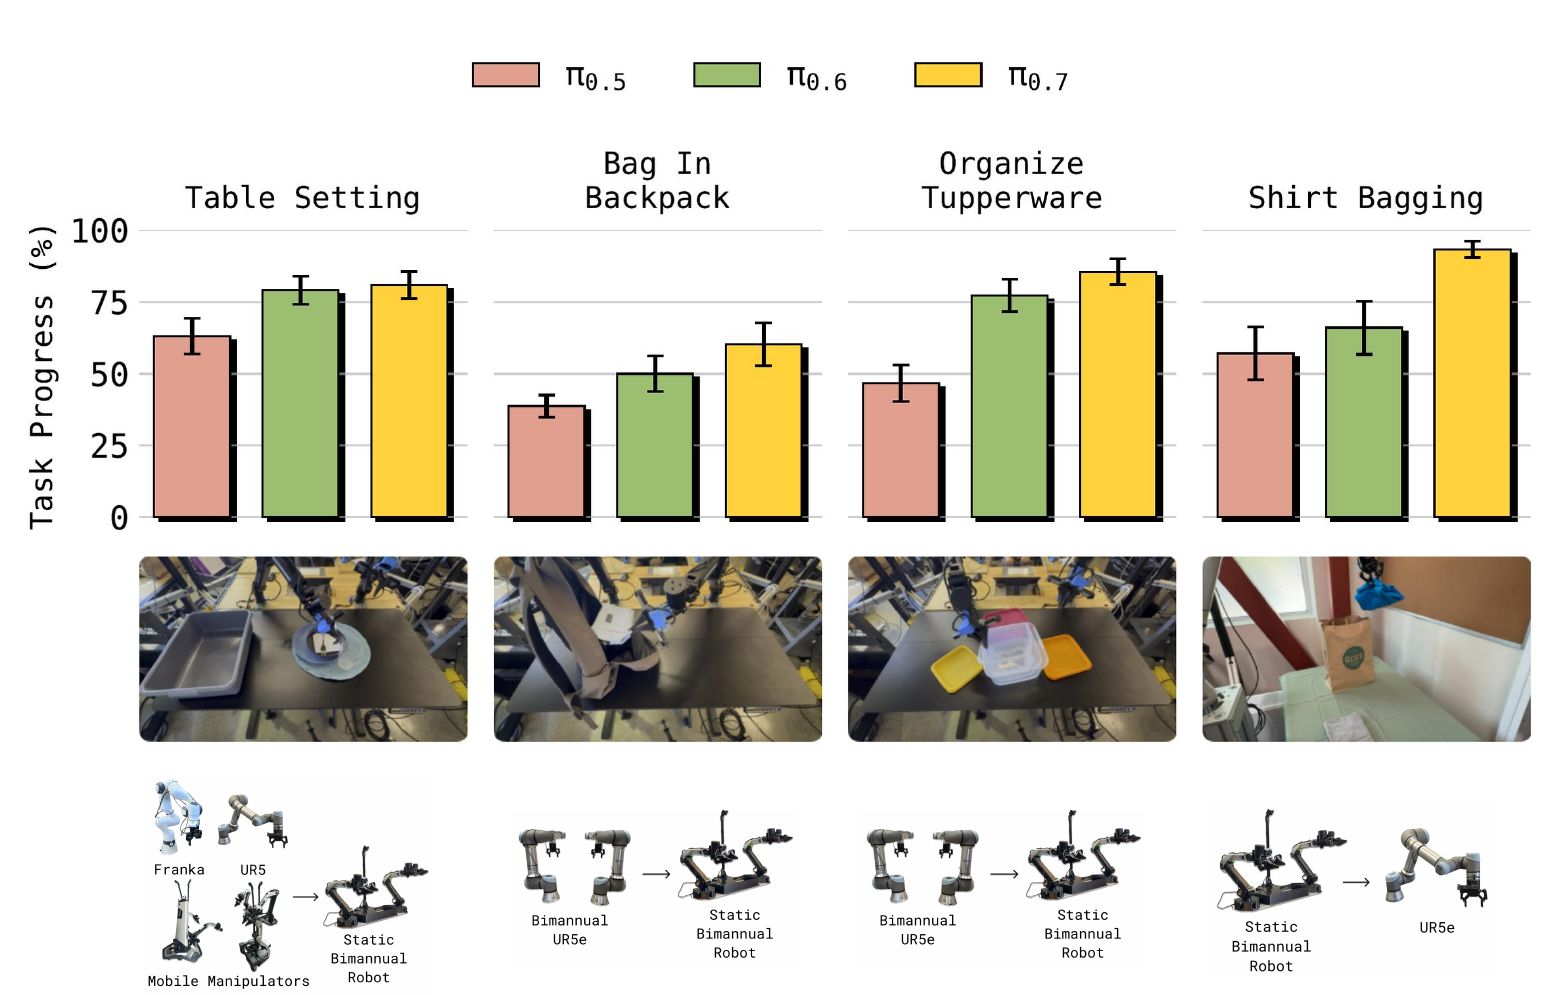 π0.5
π0.6
π0.7
Table Setting
Bag In
Backpack
Organize
Tupperware
Shirt Bagging
Task Progress (%)
100
75
50
25
0
Franka
UR5
Mobile Manipulators
Static
Bimannual
Robot
Bimannual
UR5e
Static
Bimannual
Robot
Bimannual
UR5e
Static
Bimannual
Robot
Static
Bimannual
Robot
UR5e